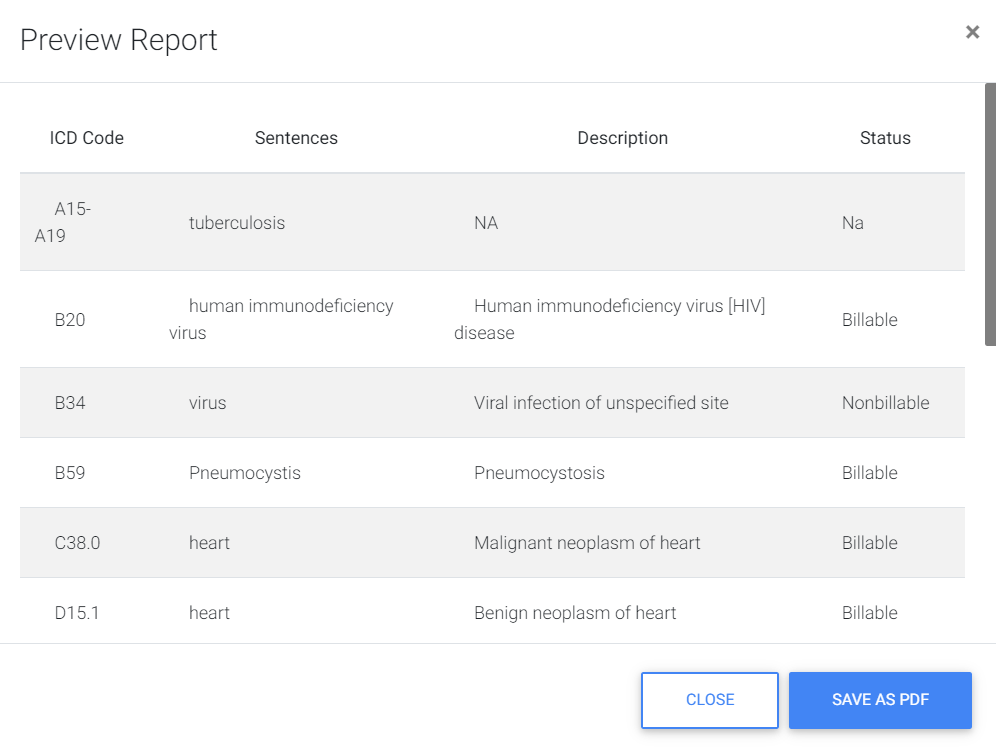 Preview Report ×
ICD Code Sentences Description Status
A15-
A19 tuberculosis NA Na
B20 human immunodeficiency
virus Human immunodeficiency virus [HIV]
disease Billable
B34 virus Viral infection of unspecified site Nonbillable
B59 Pneumocystis Pneumocystosis Billable
C38.0 heart Malignant neoplasm of heart Billable
D15.1 heart Benign neoplasm of heart Billable
CLOSE SAVE AS PDF